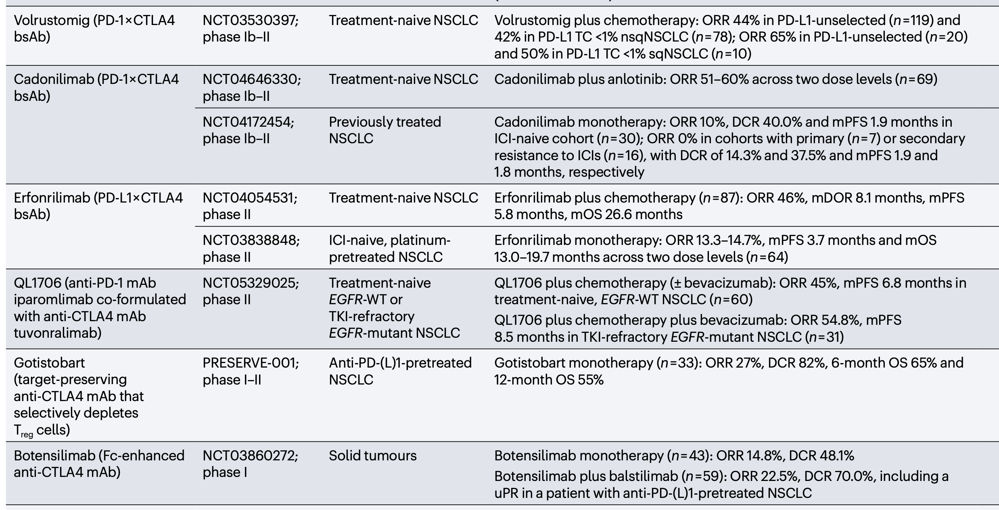 Volrustomig (PD-1×CTLA4
bsAb)
NCT03530397;
phase Ib–II
Treatment-naive NSCLC
Volrustomig plus chemotherapy: ORR 44% in PD-L1-unselected (n=119) and
42% in PD-L1 TC <1% nsqNSCLC (n=78); ORR 65% in PD-L1-unselected (n=20)
and 50% in PD-L1 TC <1% sqNSCLC (n=10)
Cadonilimab (PD-1×CTLA4
bsAb)
NCT04646330;
phase Ib–II
Treatment-naive NSCLC
Cadonilimab plus anlotinib: ORR 51–60% across two dose levels (n=69)
NCT04172454;
phase Ib–II
Previously treated
NSCLC
Cadonilimab monotherapy: ORR 10%, DCR 40.0% and mPFS 1.9 months in
ICI-naive cohort (n=30); ORR 0% in cohorts with primary (n=7) or secondary
resistance to ICIs (n=16), with DCR of 14.3% and 37.5% and mPFS 1.9 and
1.8 months, respectively
Erfonrilimab (PD-L1×CTLA4
bsAb)
NCT04054531;
phase II
Treatment-naive NSCLC
Erfonrilimab plus chemotherapy (n=87): ORR 46%, mDOR 8.1 months, mPFS
5.8 months, mOS 26.6 months
NCT03838848;
phase II
ICI-naive, platinum-
pretreated NSCLC
Erfonrilimab monotherapy: ORR 13.3–14.7%, mPFS 3.7 months and mOS
13.0–19.7 months across two dose levels (n=64)
QL1706 (anti-PD-1 mAb
iparomlimab co-formulated
with anti-CTLA4 mAb
tuvonralimab)
NCT05329025;
phase II
Treatment-naive
EGFR-WT or
TKI-refractory
EGFR-mutant NSCLC
QL1706 plus chemotherapy (± bevacizumab): ORR 45%, mPFS 6.8 months in
treatment-naive, EGFR-WT NSCLC (n=60)
QL1706 plus chemotherapy plus bevacizumab: ORR 54.8%, mPFS
8.5 months in TKI-refractory EGFR-mutant NSCLC (n=31)
Gotistobart
(target-preserving
anti-CTLA4 mAb that
selectively depletes
Treg cells)
PRESERVE-001;
phase I–II
Anti-PD-(L)1-pretreated
NSCLC
Gotistobart monotherapy (n=33): ORR 27%, DCR 82%, 6-month OS 65% and
12-month OS 55%
Botensilimab (Fc-enhanced
anti-CTLA4 mAb)
NCT03860272;
phase I
Solid tumours
Botensilimab monotherapy (n=43): ORR 14.8%, DCR 48.1%
Botensilimab plus balstilimab (n=59): ORR 22.5%, DCR 70.0%, including a
uPR in a patient with anti-PD-(L)1-pretreated NSCLC